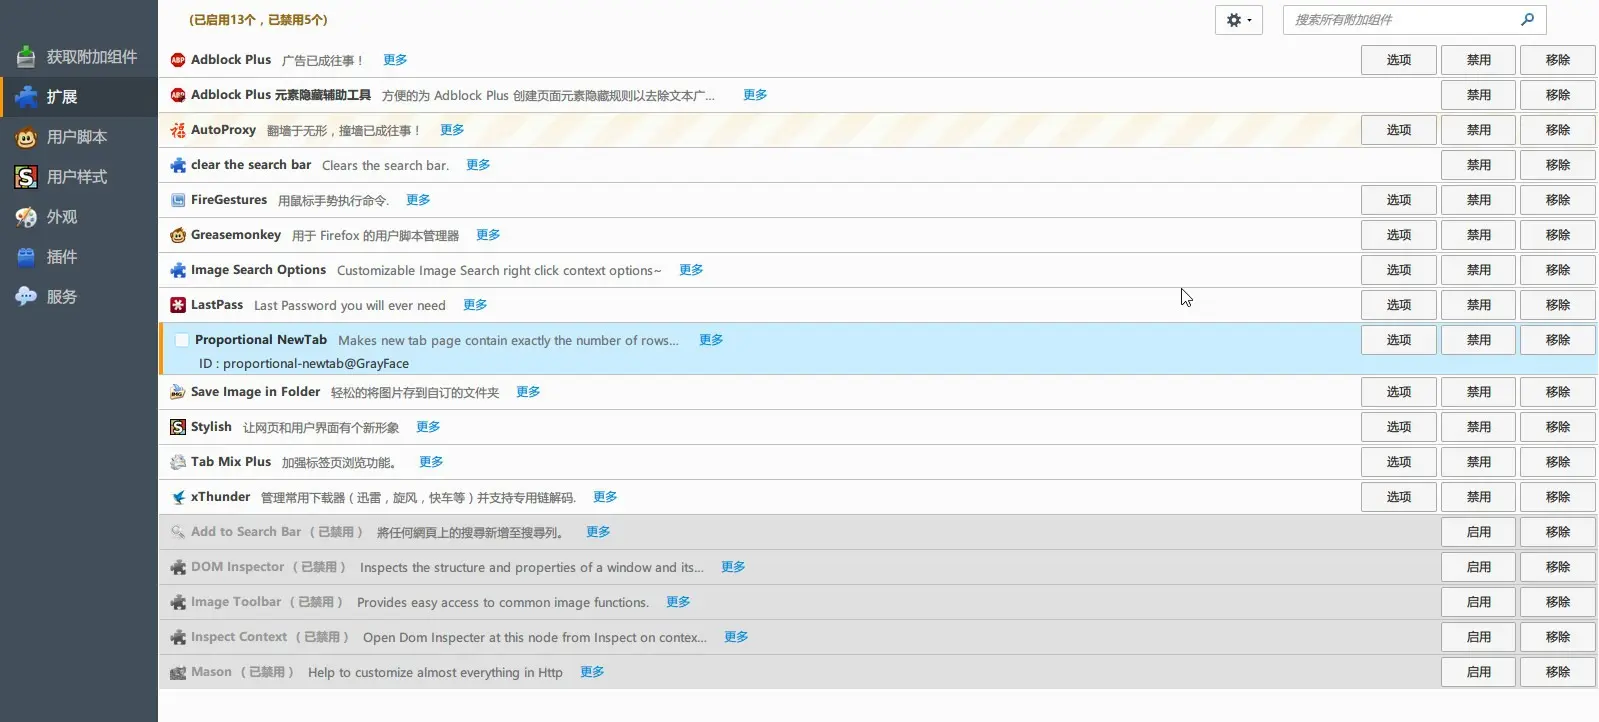 (已启用13个，已禁用5个)
搜索所有附加组件
获取附加组件
扩展
用户脚本
用户样式
外观
插件
服务
Adblock Plus 广告已成往事！ 更多 选项 禁用 移除
Adblock Plus 元素隐藏辅助工具 方便的为 Adblock Plus 创建页面元素隐藏规则以去除文本广... 更多 禁用 移除
AutoProxy 翻墙于无形，撞墙已成往事！ 更多 选项 禁用 移除
clear the search bar Clears the search bar. 更多 禁用 移除
FireGestures 用鼠标手势执行命令. 更多 选项 禁用 移除
Greasemonkey 用于 Firefox 的用户脚本管理器 更多 选项 禁用 移除
Image Search Options Customizable Image Search right click context options~ 更多 选项 禁用 移除
LastPass Last Password you will ever need 更多 选项 禁用 移除
Proportional NewTab Makes new tab page contain exactly the number of rows... 更多 选项 禁用 移除
ID : proportional-newtab@GrayFace
Save Image in Folder 轻松的将图片存到自订的文件夹 更多 选项 禁用 移除
Stylish 让网页和用户界面有个新形象 更多 选项 禁用 移除
Tab Mix Plus 加强标签页浏览功能。 更多 选项 禁用 移除
xThunder 管理常用下载器（迅雷，旋风，快车等）并支持专用链解码. 更多 选项 禁用 移除
Add to Search Bar （已禁用） 將任何網頁上的搜尋新增至搜尋列。 更多 启用 移除
DOM Inspector （已禁用） Inspects the structure and properties of a window and its... 更多 启用 移除
Image Toolbar （已禁用） Provides easy access to common image functions. 更多 启用 移除
Inspect Context （已禁用） Open Dom Inspecter at this node from Inspect on contex... 更多 启用 移除
Mason （已禁用） Help to customize almost everything in Http 更多 启用 移除